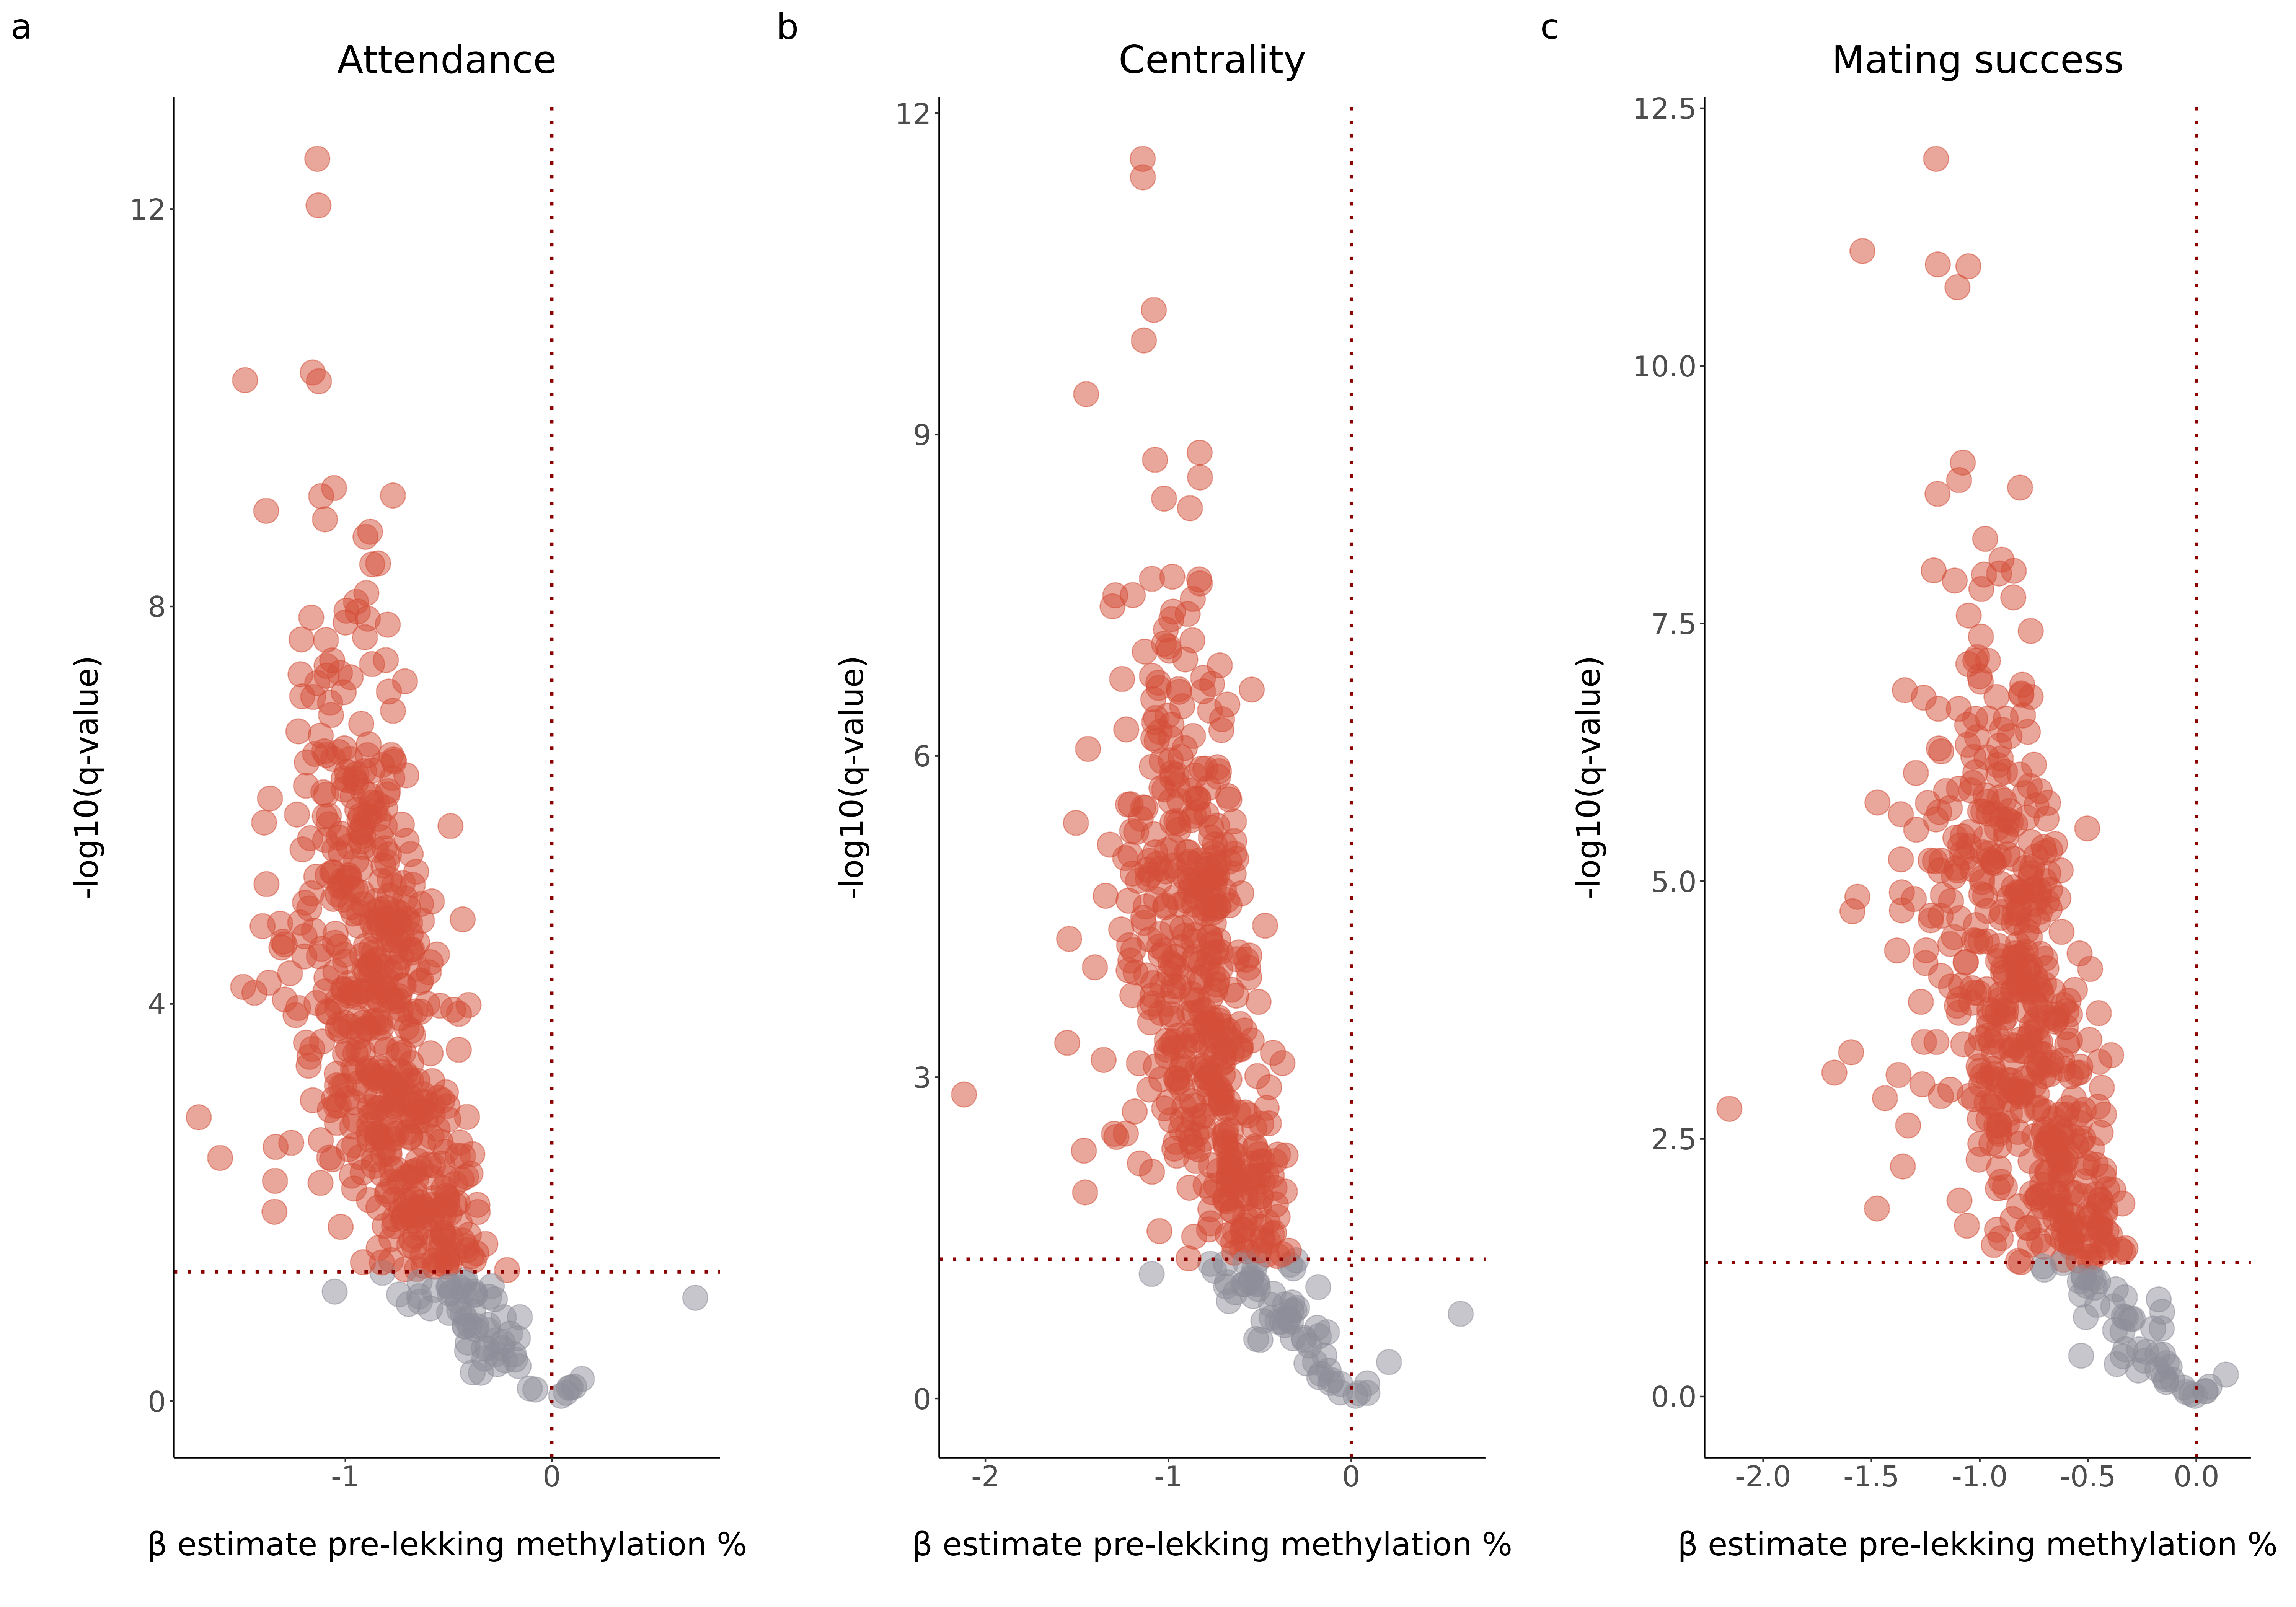 a
Attendance
12
8
4
0
-log10(q-value)
-1
0
β estimate pre-lekking methylation %
b
Centrality
12
9
6
3
0
-log10(q-value)
-2
-1
0
β estimate pre-lekking methylation %
c
Mating success
12.5
10.0
7.5
5.0
2.5
0.0
-log10(q-value)
-2.0
-1.5
-1.0
-0.5
0.0
β estimate pre-lekking methylation %